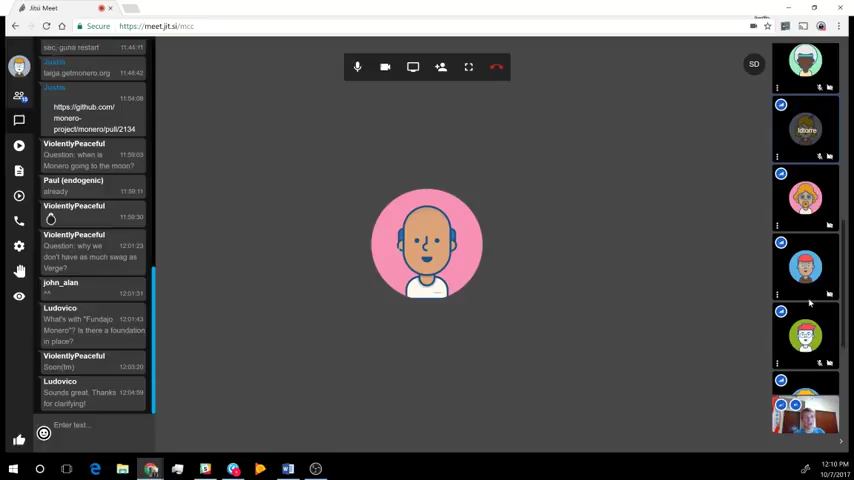 Jitsi Meet
Secure
https://meet.jit.si/mcc
sec, guna restart
11:44:11
Justin
taiga.getmonero.org
11:46:42
Justin
11:54:08
https://github.com/
monero-
project/monero/pull/2134
ViolentlyPeaceful
Question: when is
11:59:03
Monero going to the moon?
Paul (endogenic)
already
11:59:11
ViolentlyPeaceful
11:59:30
ViolentlyPeaceful
Question: why we
12:01:23
don't have as much swag as
Verge?
john_alan
^^
12:01:31
Ludovico
What's with "Fundajo
12:01:43
Monero"? Is there a foundation
in place?
ViolentlyPeaceful
Soon(tm)
12:03:20
Ludovico
Sounds great. Thanks
12:04:59
for clarifying!
Enter text...
SD
12:10 PM
10/7/2017